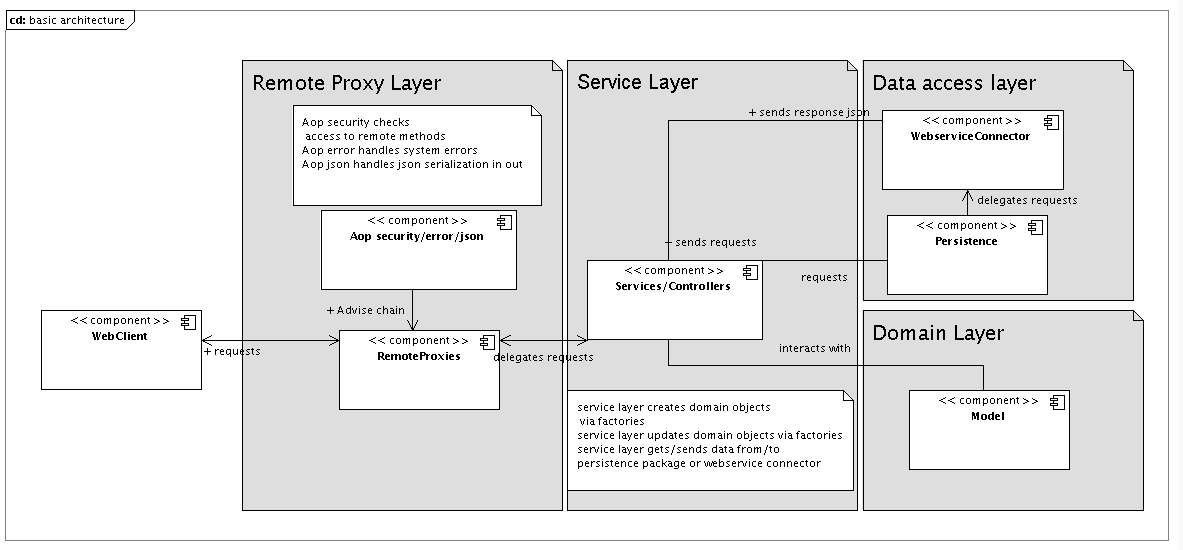 cd: basic architecture
Remote Proxy Layer
Aop security checks
access to remote methods
Aop error handles system errors
Aop json handles json serialization in out
<< component >>
Aop security/error/json
+ Advise chain
<< component >>
WebClient
+ requests
<< component >>
RemoteProxies
delegates requests
Service Layer
+ sends response json
+ sends requests
<< component >>
Services/Controllers
requests
interacts with
service layer creates domain objects
via factories
service layer updates domain objects via factories
service layer gets/sends data from/to
persistence package or webservice connector
Data access layer
<< component >>
WebserviceConnector
delegates requests
<< component >>
Persistence
Domain Layer
<< component >>
Model